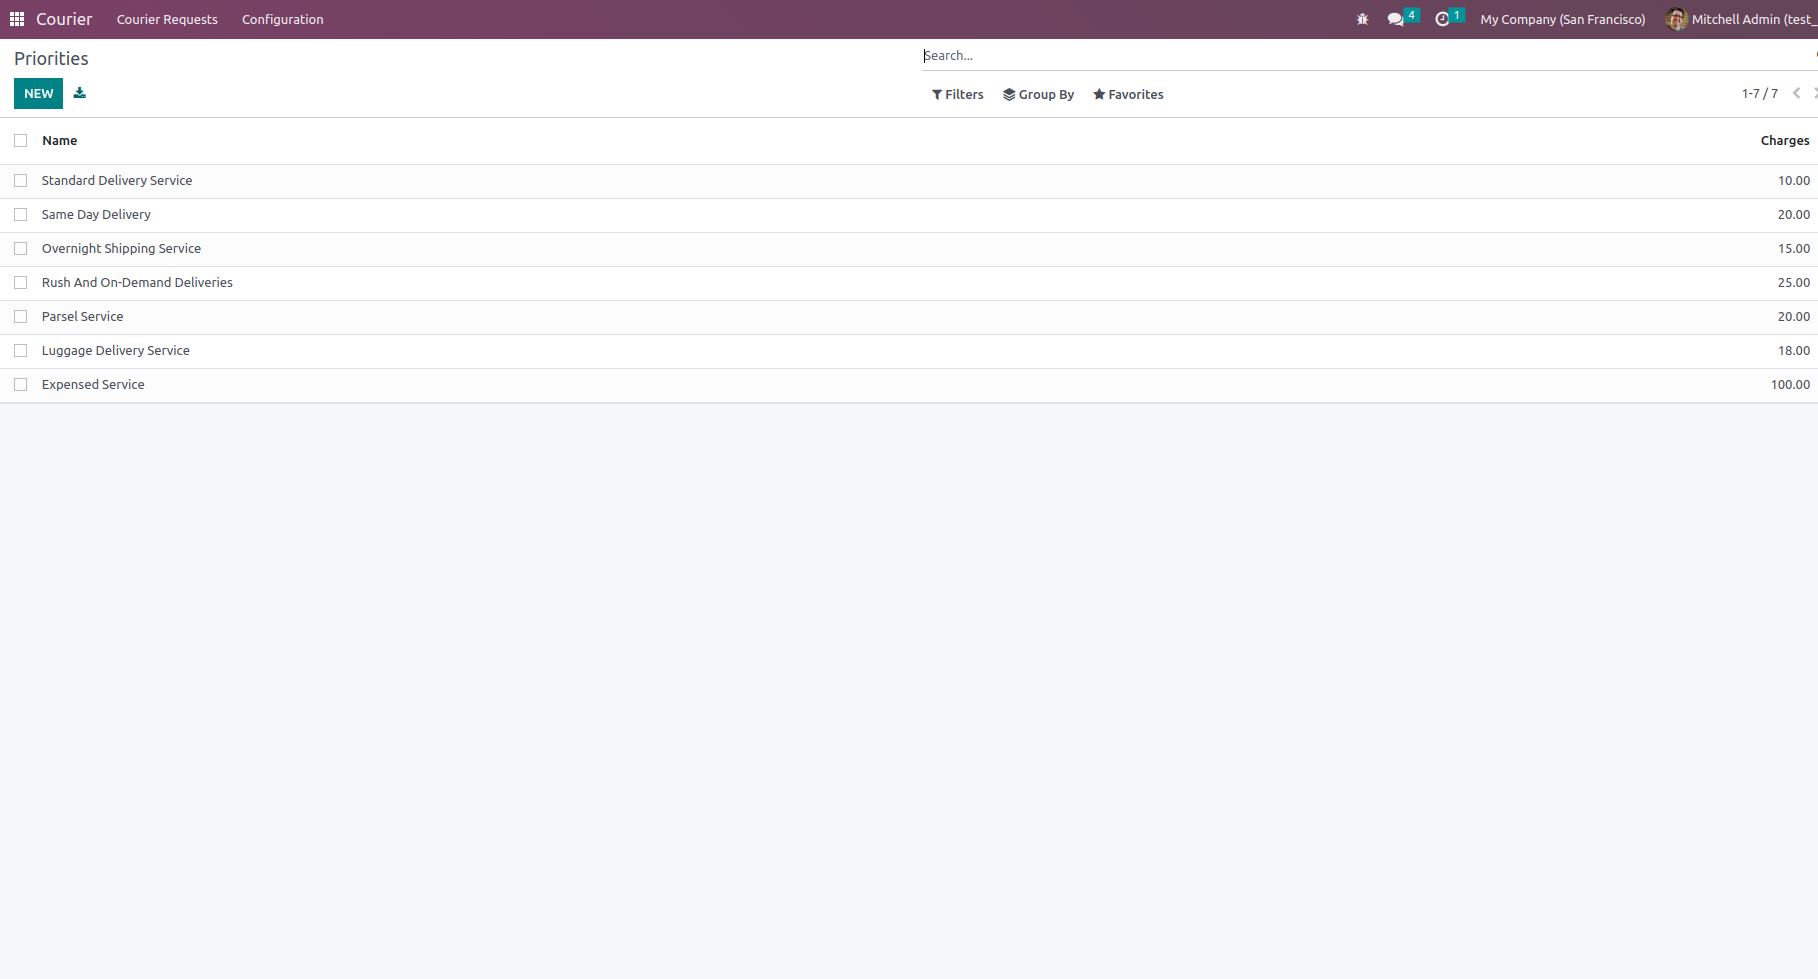 Courier Courier Requests Configuration 4 1 My Company (San Francisco) Mitchell Admin (test_
Priorities Search...
NEW Filters Group By Favorites 1-7 / 7
Name Charges
Standard Delivery Service 10.00
Same Day Delivery 20.00
Overnight Shipping Service 15.00
Rush And On-Demand Deliveries 25.00
Parsel Service 20.00
Luggage Delivery Service 18.00
Expensed Service 100.00